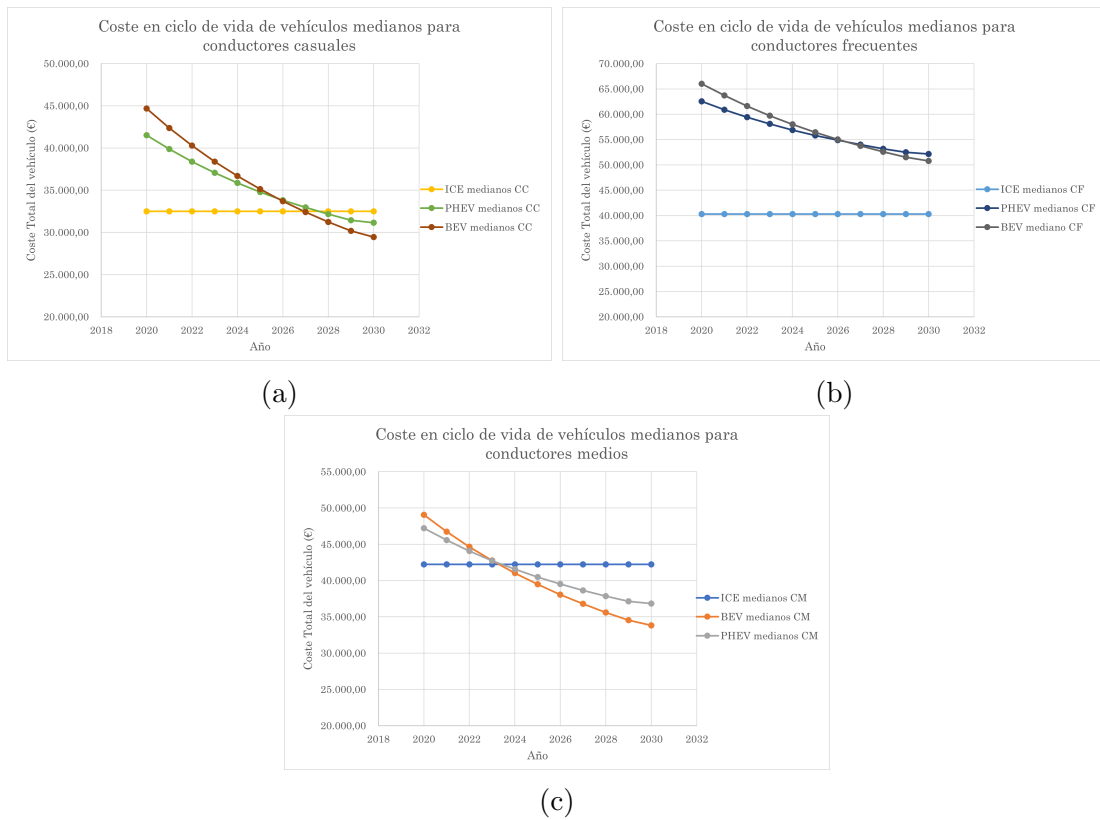 Coste en ciclo de vida de vehículos medianos para
conductores casuales
50.000,00
45.000,00
40.000,00
35.000,00
30.000,00
25.000,00
20.000,00
Coste Total del vehículo (€)
2018 2020 2022 2024 2026 2028 2030 2032
Año
ICE medianos CC
PHEV medianos CC
BEV medianos CC
(a)
Coste en ciclo de vida de vehículos medianos para
conductores frecuentes
70.000,00
65.000,00
60.000,00
55.000,00
50.000,00
45.000,00
40.000,00
35.000,00
30.000,00
25.000,00
20.000,00
Coste Total del vehículo (€)
2018 2020 2022 2024 2026 2028 2030 2032
Año
ICE medianos CF
PHEV medianos CF
BEV mediano CF
(b)
Coste en ciclo de vida de vehículos medianos para
conductores medios
55.000,00
50.000,00
45.000,00
40.000,00
35.000,00
30.000,00
25.000,00
20.000,00
Coste Total del vehículo (€)
2018 2020 2022 2024 2026 2028 2030 2032
Año
ICE medianos CM
BEV medianos CM
PHEV medianos CM
(c)